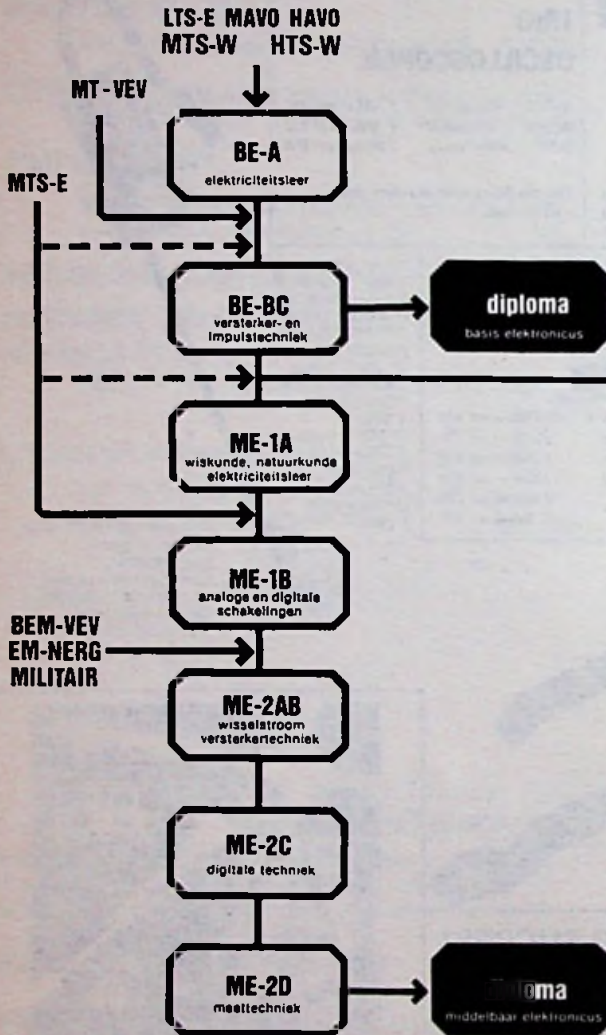 LTS-E MAVO HAVO
MTS-W HTS-W
MT-VEV
BE-A
elektriciteitsleer
MTS-E
BE-BC
versterker- en
impulstechniek
diploma
basis elektronicus
ME-1A
wiskunde, natuurkunde
elektriciteitsleer
ME-1B
analoge en digitale
schakelingen
BEM-VEV
EM-NERG
MILITAIR
ME-2AB
wisselstroom
versterkertechniek
ME-2C
digitale techniek
ME-2D
meettechniek
diploma
middelbaar elektronicus